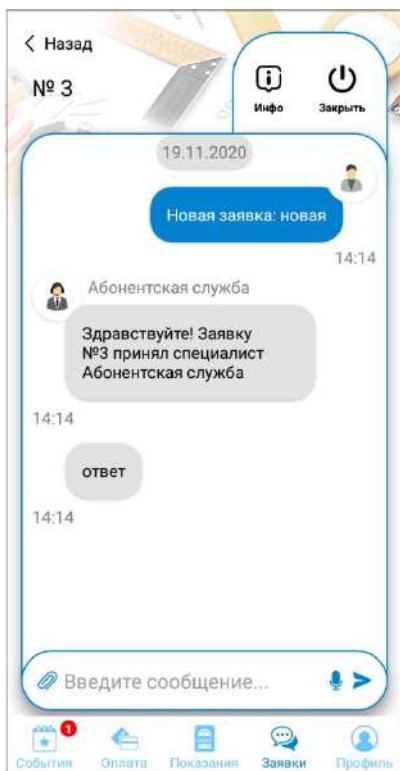 Назад
№ 3
Инфо
Закрыть
19.11.2020
Новая заявка: новая
14:14
Абонентская служба
Здравствуйте! Заявку
№3 принял специалист
Абонентская служба
14:14
ответ
14:14
Введите сообщение...
1
События
Оплата
Показания
Заявки
Профиль